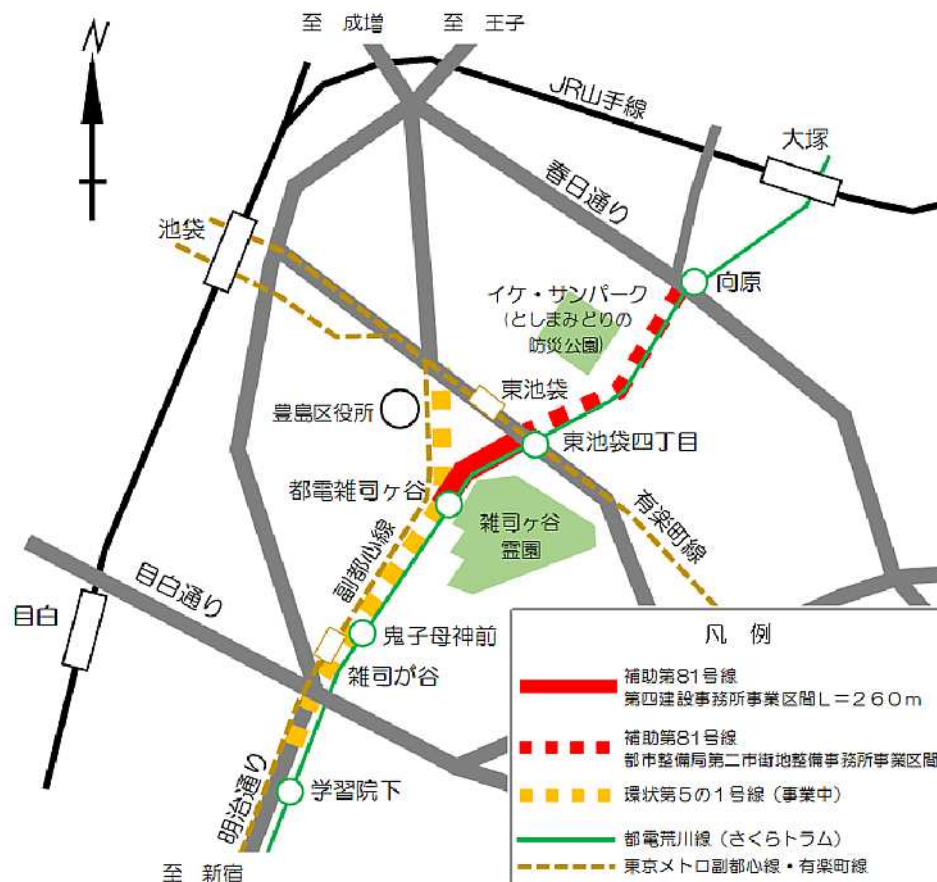 至 成増
至 王子
N
JR山手線
大塚
春日通り
池袋
向原
イケ・サンパーク
(としまみどりの
防災公園)
東池袋
豊島区役所
東池袋四丁目
都電雑司ヶ谷
雑司ヶ谷
霊園
有楽町線
副都心線
目白通り
目白
鬼子母神前
雑司が谷
明治通り
学習院下
至 新宿
凡 例
補助第81号線
第四建設事務所事業区間L=260m
補助第81号線
都市整備局第二市街地整備事務所事業区間
環状第5の1号線(事業中)
都電荒川線(さくらトラム)
東京メトロ副都心線・有楽町線